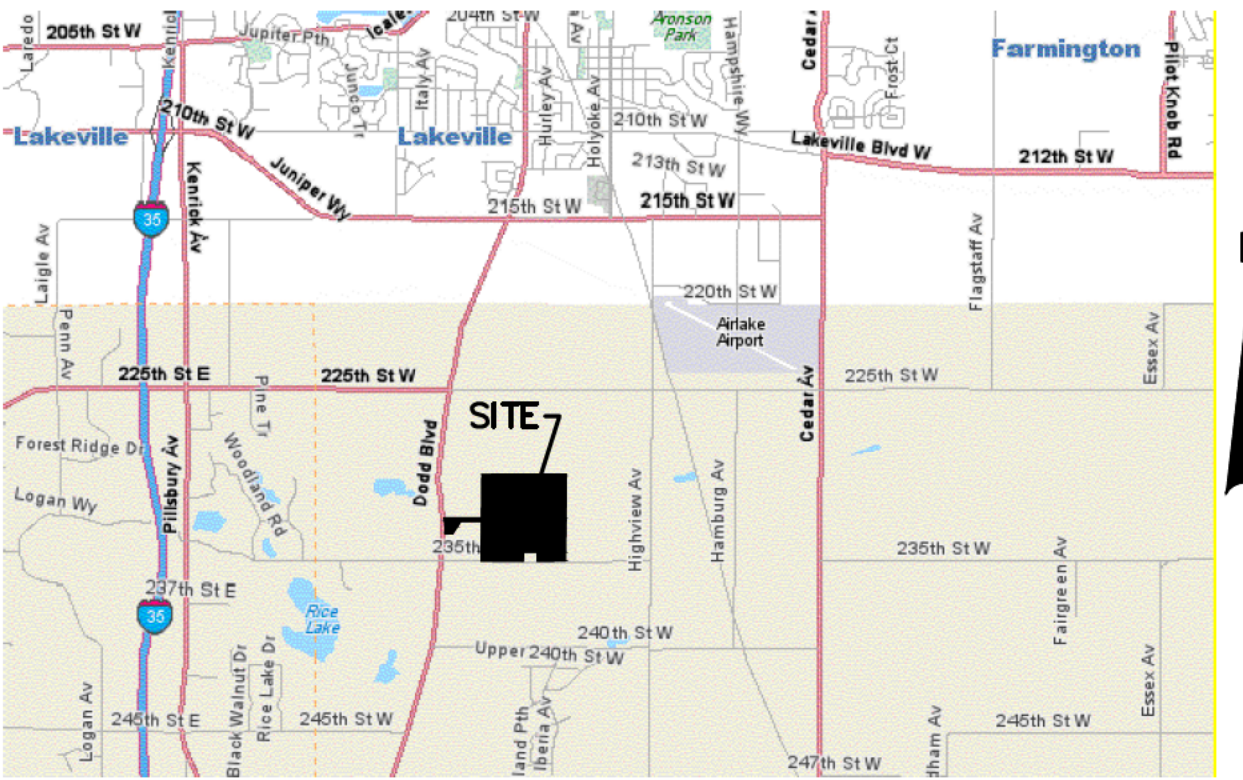 204th St W
Aronson
Park
205th St W
Laredo
Kenrick
Jupiter Pth
Icale
a Av
Hampshire Wy
Cedar
Frost Ct
Farmington
Pilot Knob Rd
Junco Tr
Italy Av
Hurley Av
Holyoke Av
210th St W
210th St W
Lakeville
Lakeville
Lakeville Blvd W
212th St W
213th St W
Juniper Wy
Kenrick Av
215th St W
215th St W
35
Laigle Av
Flagstaff Av
220th St W
Airlake
Airport
Penn Av
Essex Av
225th St E
225th St W
225th St W
Pine Tr
Cedar Av
SITE
Dodd Blvd
Forest Ridge Dr
Woodland Rd
Pillsbury Av
Logan Wy
Highview Av
Hamburg Av
235th
235th St W
Fairgreen Av
237th St E
35
Rice
Lake
240th St W
Upper 240th St W
Black Walnut Dr
Rice Lake Dr
Essex Av
Logan Av
245th St E
245th St W
land Pth
Iberia Av
dham Av
245th St W
247th St W